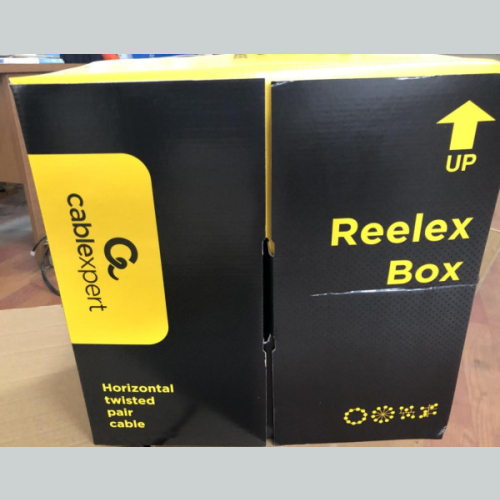 cablexpert
Horizontal
twisted
pair
cable
UP
Reelex
Box